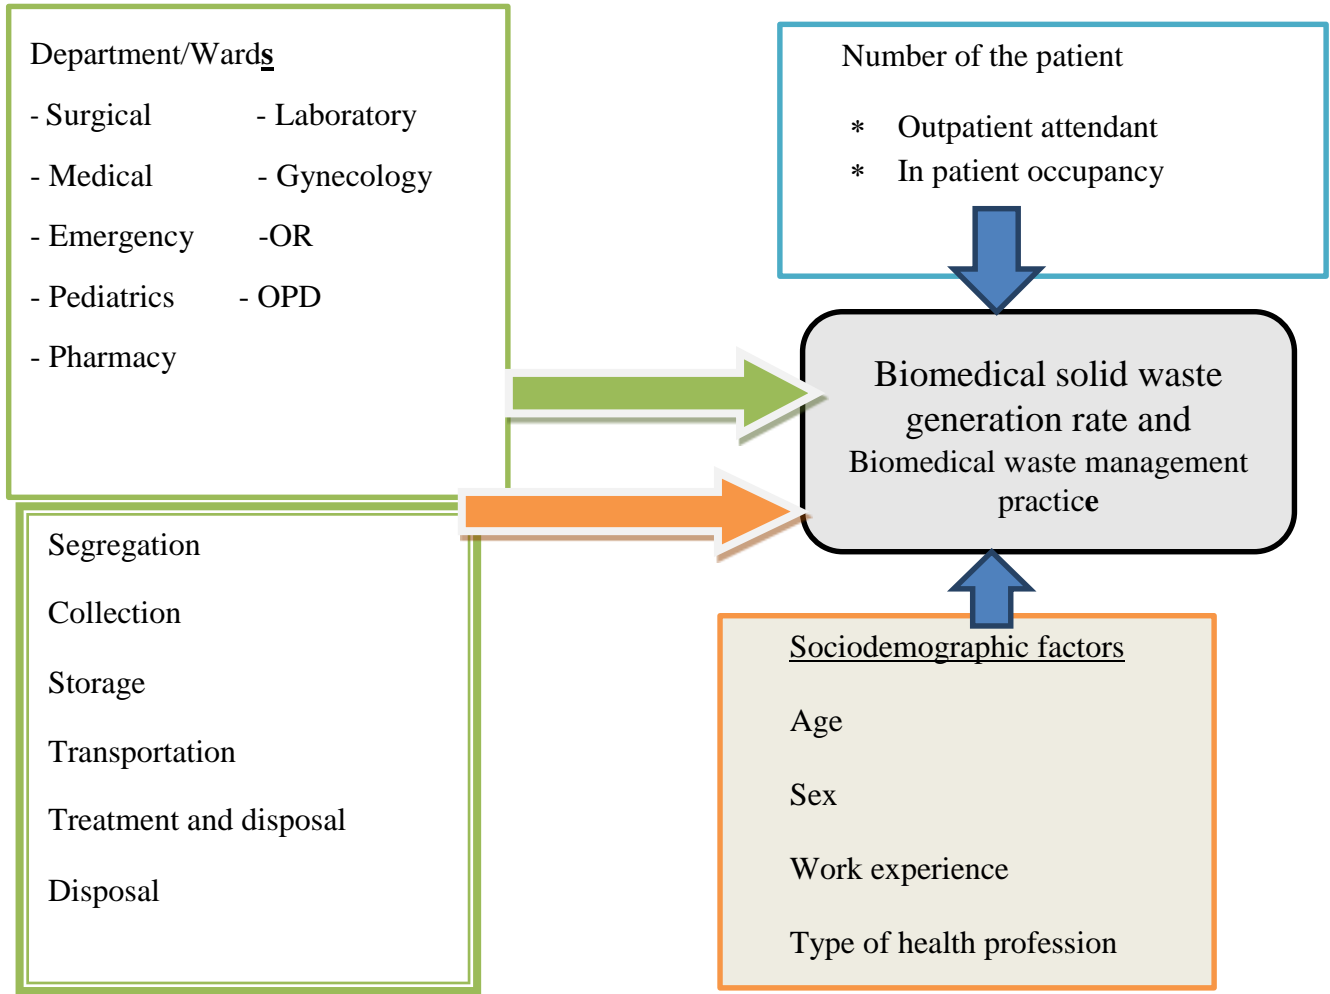 Department/Wards
- Surgical - Laboratory
- Medical - Gynecology
- Emergency -OR
- Pediatrics - OPD
- Pharmacy
Number of the patient
* Outpatient attendant
* In patient occupancy
Biomedical solid waste
generation rate and
Biomedical waste management
practice
Segregation
Collection
Storage
Transportation
Treatment and disposal
Disposal
Sociodemographic factors
Age
Sex
Work experience
Type of health profession